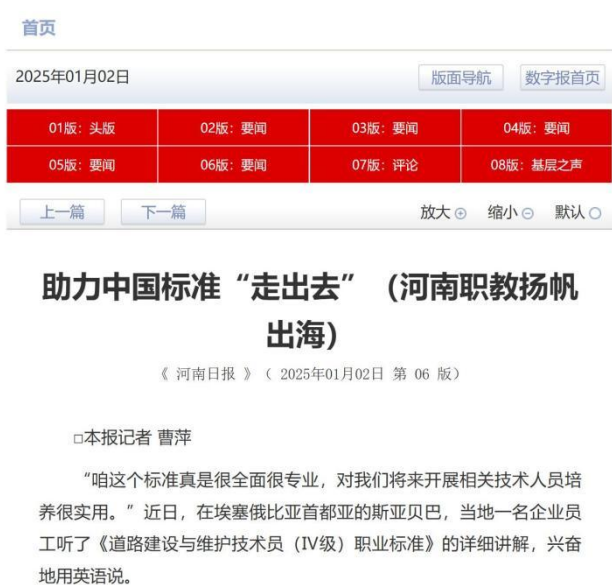 首页
2025年01月02日 版面导航 数字报首页
01版：头版 02版：要闻 03版：要闻 04版：要闻
05版：要闻 06版：要闻 07版：评论 08版：基层之声
上一篇 下一篇 放大 缩小 默认
助力中国标准“走出去”（河南职教扬帆
出海）
《 河南日报 》（ 2025年01月02日 第 06 版）
□本报记者 曹萍
“咱这个标准真是很全面很专业，对我们将来开展相关技术人员培
养很实用。”近日，在埃塞俄比亚首都亚的斯亚贝巴，当地一名企业员
工听了《道路建设与维护技术员（IV级）职业标准》的详细讲解，兴奋
地用英语说。